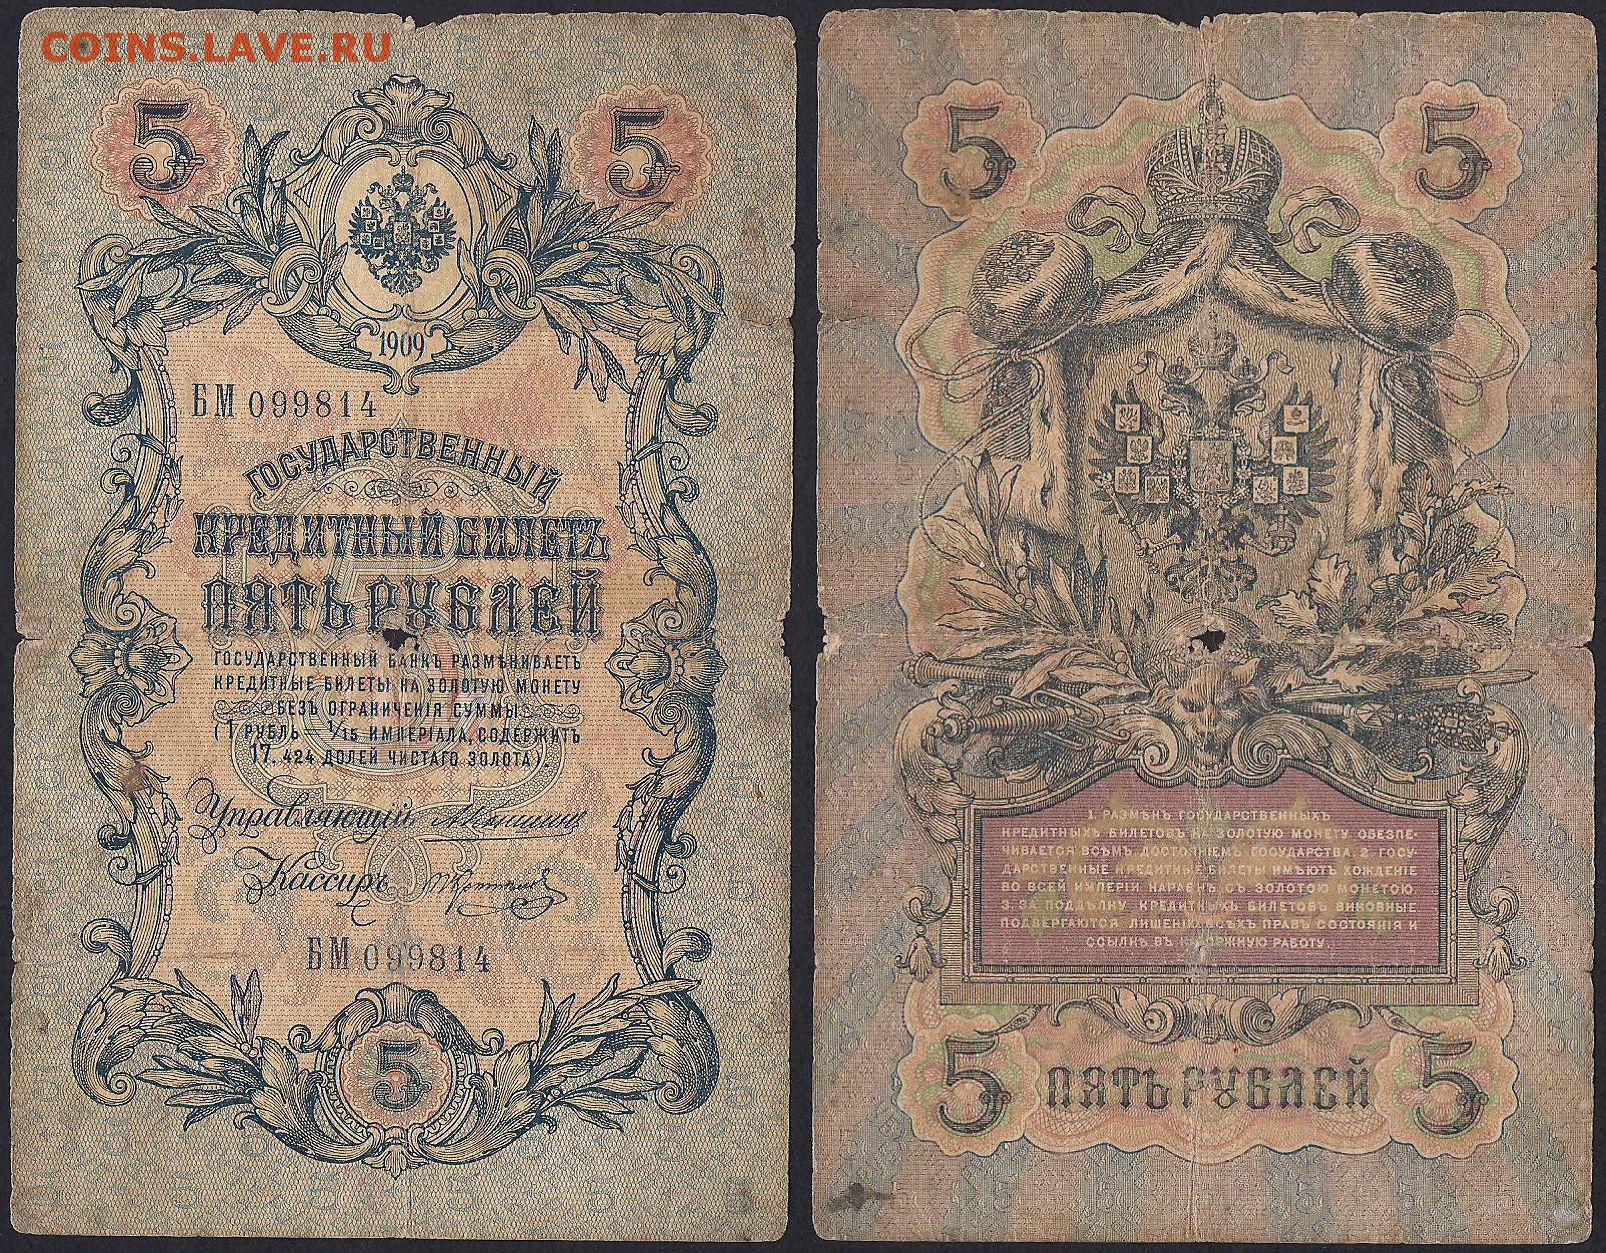 COINS.LAVE.RU
5 5
1909
БМ 099814
ГОСУДАРСТВЕННЫЙ
КРЕДИТНЫЙ БИЛЕТЪ
ПЯТЬ РУБЛЕЙ
ГОСУДАРСТВЕННЫЙ БАНКЪ РАЗМѢНИВАЕТЪ
КРЕДИТНЫЕ БИЛЕТЫ НА ЗОЛОТУЮ МОНЕТУ
БЕЗЪ ОГРАНИЧЕНІЯ СУММЫ
(1 РУБЛЬ = 1/15 ИМПЕРІАЛА, СОДЕРЖИТЪ
17, 424 ДОЛЕЙ ЧИСТАГО ЗОЛОТА).
Управляющій
Кассиръ
БМ 099814
5
5 5
1. РАЗМѢНЪ ГОСУДАРСТВЕННЫХЪ
КРЕДИТНЫХЪ БИЛЕТОВЪ НА ЗОЛОТУЮ МОНЕТУ ОБЕЗПЕ-
ЧИВАЕТСЯ ВСѢМЪ ДОСТОЯНІЕМЪ ГОСУДАРСТВА. 2. ГОСУ-
ДАРСТВЕННЫЕ КРЕДИТНЫЕ БИЛЕТЫ ИМѢЮТЪ ХОЖДЕНІЕ
ВО ВСЕЙ ИМПЕРІИ НАРАВНѢ СЪ ЗОЛОТОЮ МОНЕТОЮ.
3. ЗА ПОДДѢЛКУ КРЕДИТНЫХЪ БИЛЕТОВЪ ВИНОВНЫЕ
ПОДВЕРГАЮТСЯ ЛИШЕНІЮ ВСѢХЪ ПРАВЪ СОСТОЯНІЯ И
ССЫЛКѢ ВЪ КАТОРЖНУЮ РАБОТУ.
5 ПЯТЬ РУБЛЕЙ 5